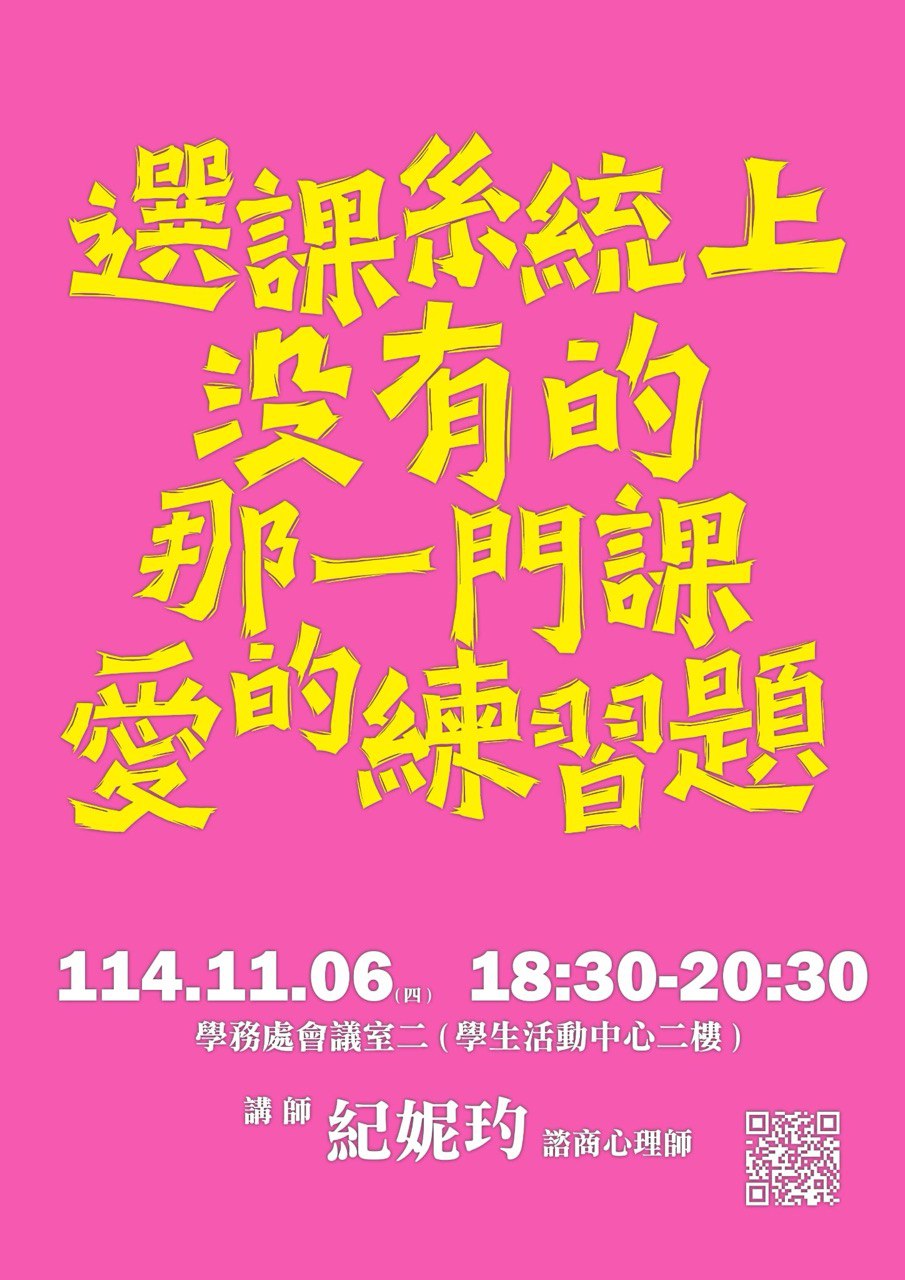 選課系統上
沒有的
那一門課
愛的練習題
114.11.06(四) 18:30-20:30
學務處會議室二(學生活動中心二樓)
講師 紀妮玓 諮商心理師